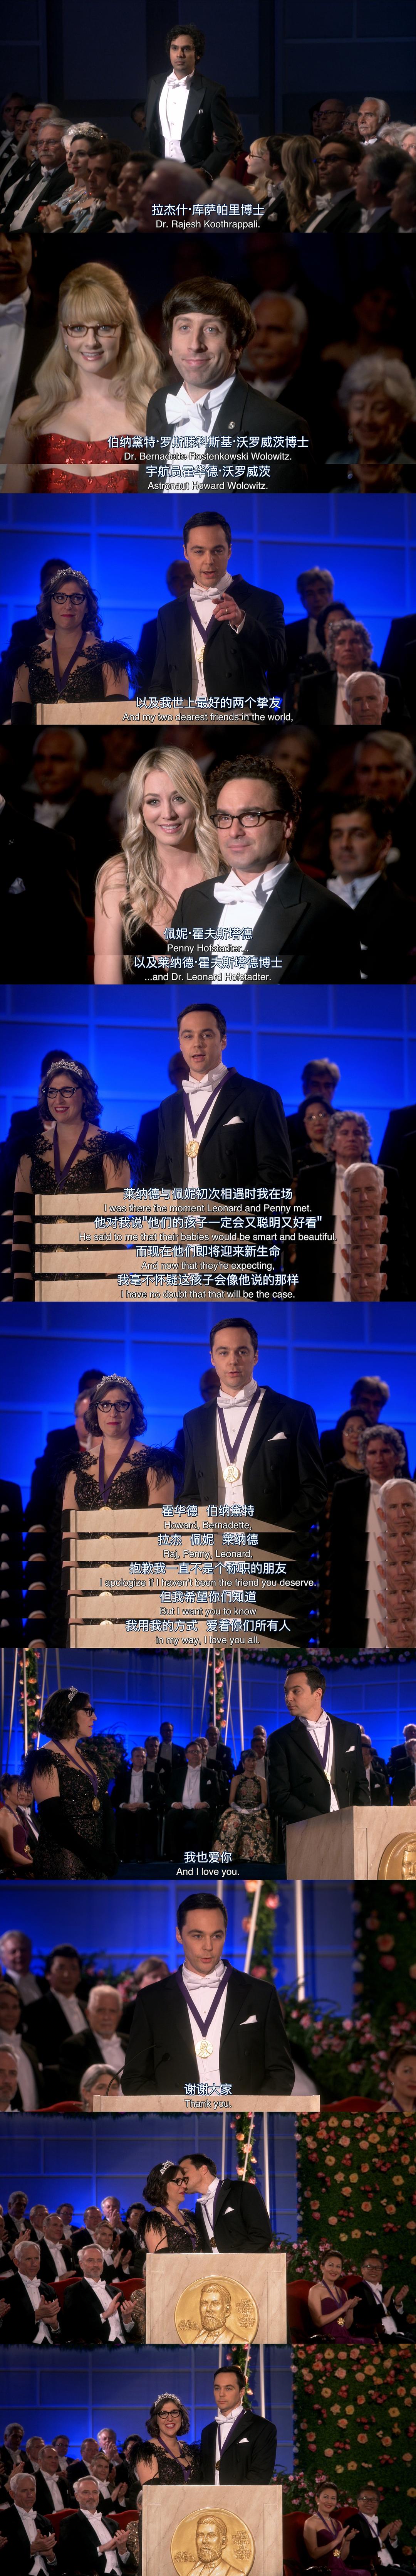 拉杰什·库萨帕里博士
Dr. Rajesh Koothrappali.
伯纳黛特·罗斯滕科斯基·沃罗威茨博士
Dr. Bernadette Rostenkowski Wolowitz.
宇航员霍华德·沃罗威茨
Astronaut Howard Wolowitz.
以及我世上最好的两个挚友
And my two dearest friends in the world,
佩妮·霍夫斯塔德
Penny Hofstadter...
以及莱纳德·霍夫斯塔德博士
...and Dr. Leonard Hofstadter.
莱纳德与佩妮初次相遇时我在场
I was there the moment Leonard and Penny met.
他对我说"他们的孩子一定会又聪明又好看"
He said to me that their babies would be smart and beautiful.
而现在他们即将迎来新生命
And now that they're expecting,
我毫不怀疑这孩子会像他说的那样
I have no doubt that that will be the case.
霍华德 伯纳黛特
Howard, Bernadette,
拉杰 佩妮 莱纳德
Raj, Penny, Leonard,
抱歉我一直不是个称职的朋友
I apologize if I haven't been the friend you deserve.
但我希望你们知道
But I want you to know
我用我的方式 爱着你们所有人
in my way, I love you all.
我也爱你
And I love you.
谢谢大家
Thank you.